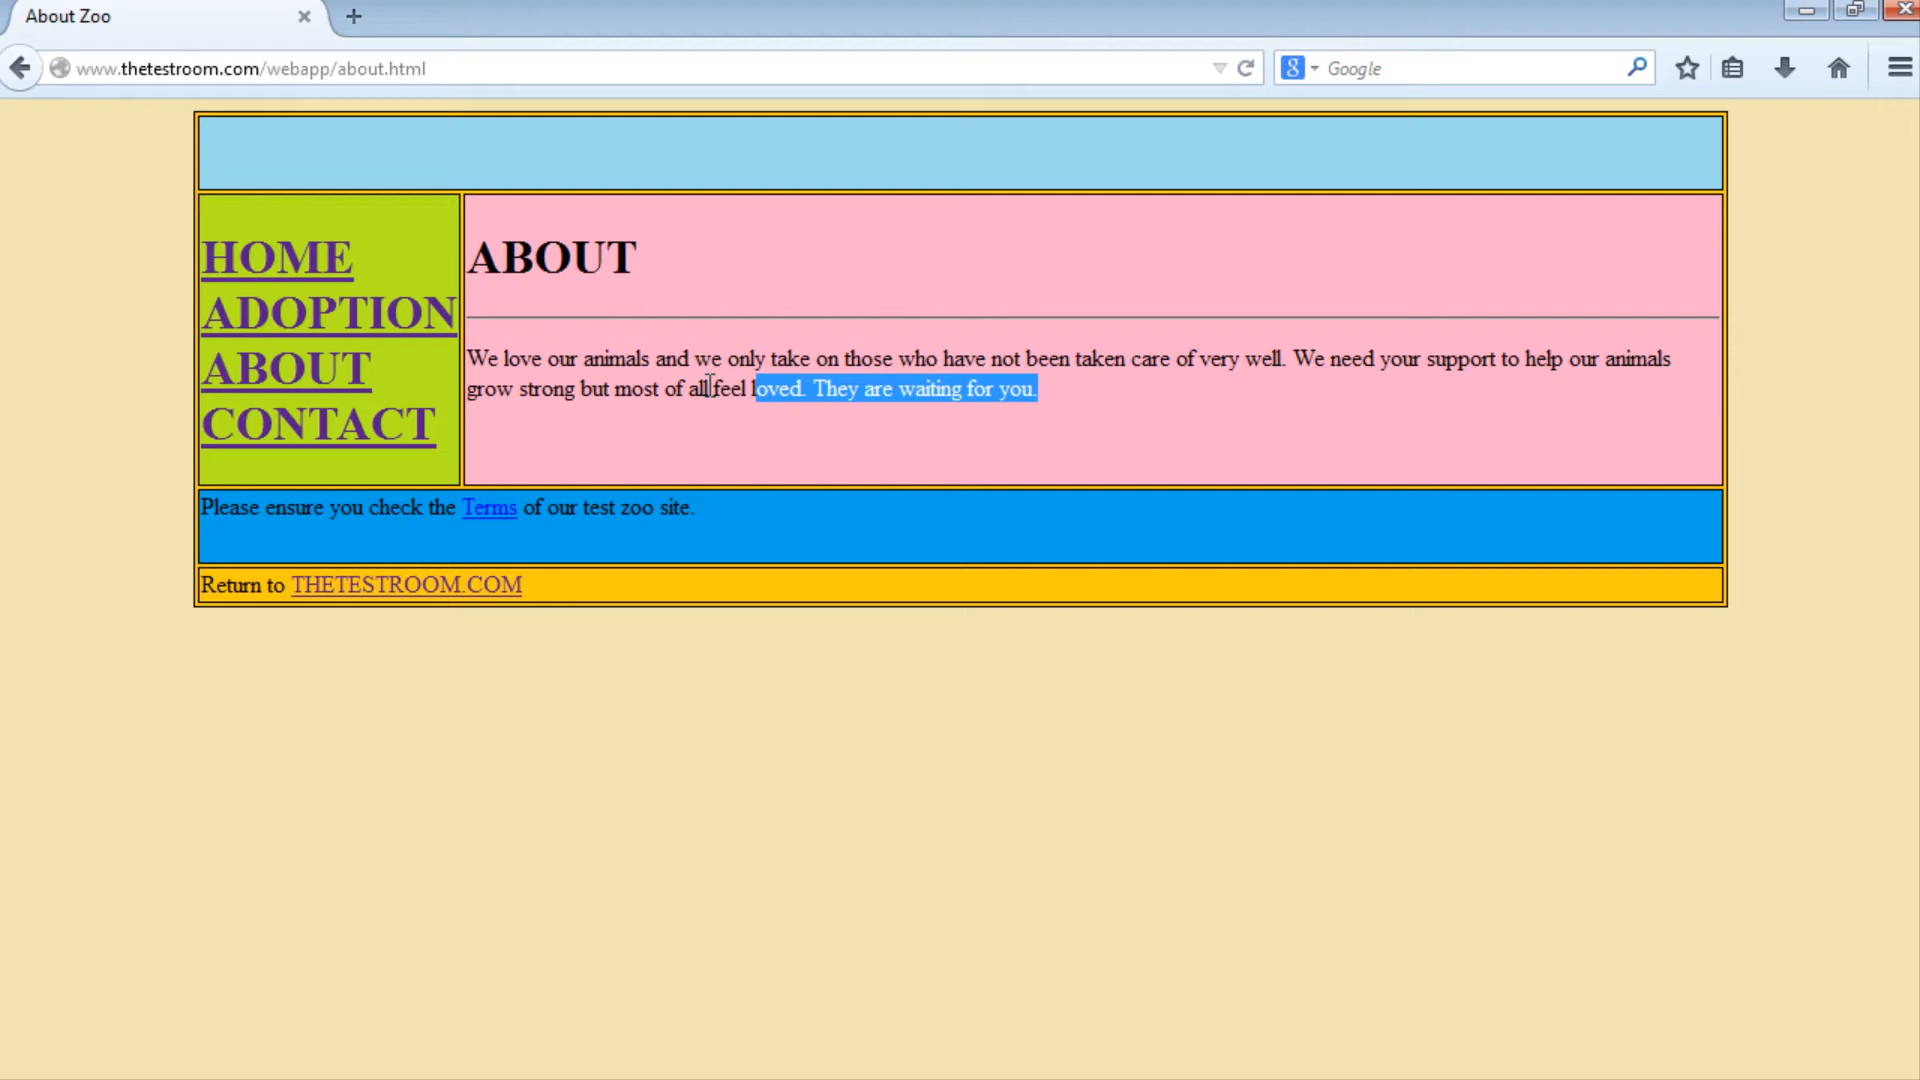 About Zoo
www.thetestroom.com/webapp/about.html
Google
HOME
ADOPTION
ABOUT
CONTACT
ABOUT
We love our animals and we only take on those who have not been taken care of very well. We need your support to help our animals
grow strong but most of all feel loved. They are waiting for you.
Please ensure you check the Terms of our test zoo site.
Return to THETESTROOM.COM